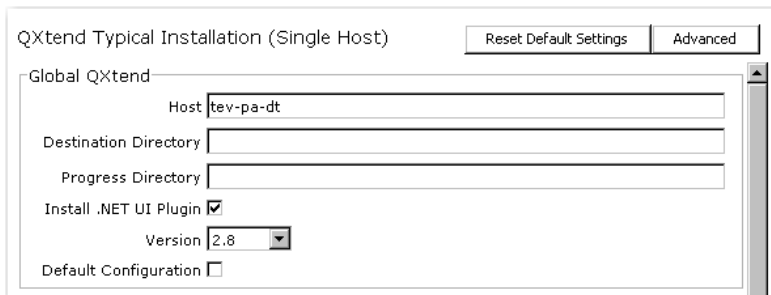 QXtend Typical Installation (Single Host)
Reset Default Settings
Advanced
Global QXtend
Host tev-pa-dt
Destination Directory
Progress Directory
Install .NET UI Plugin
Version 2.8
Default Configuration